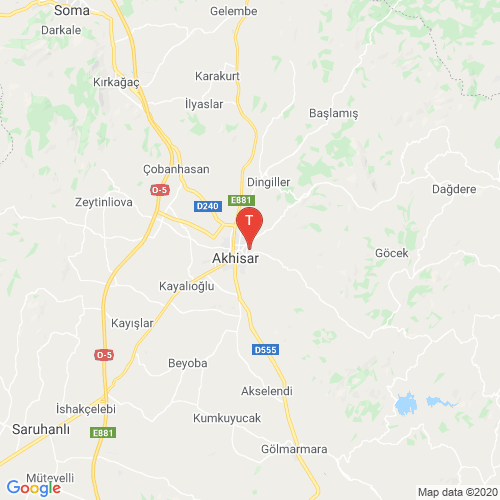 Soma
Gelembe
Darkale
Karakurt
Kırkağaç
İlyaslar
Başlamış
Çobanhasan
Dingiller
O-5
Dağdere
Zeytinliova
D240
E881
T
Akhisar
Göcek
Kayalıoğlu
Kayışlar
O-5
D555
Beyoba
Akselendi
İshakçelebi
Kumkuyucak
Saruhanlı
E881
Gölmarmara
Mütevelli
Google
Map data ©2020